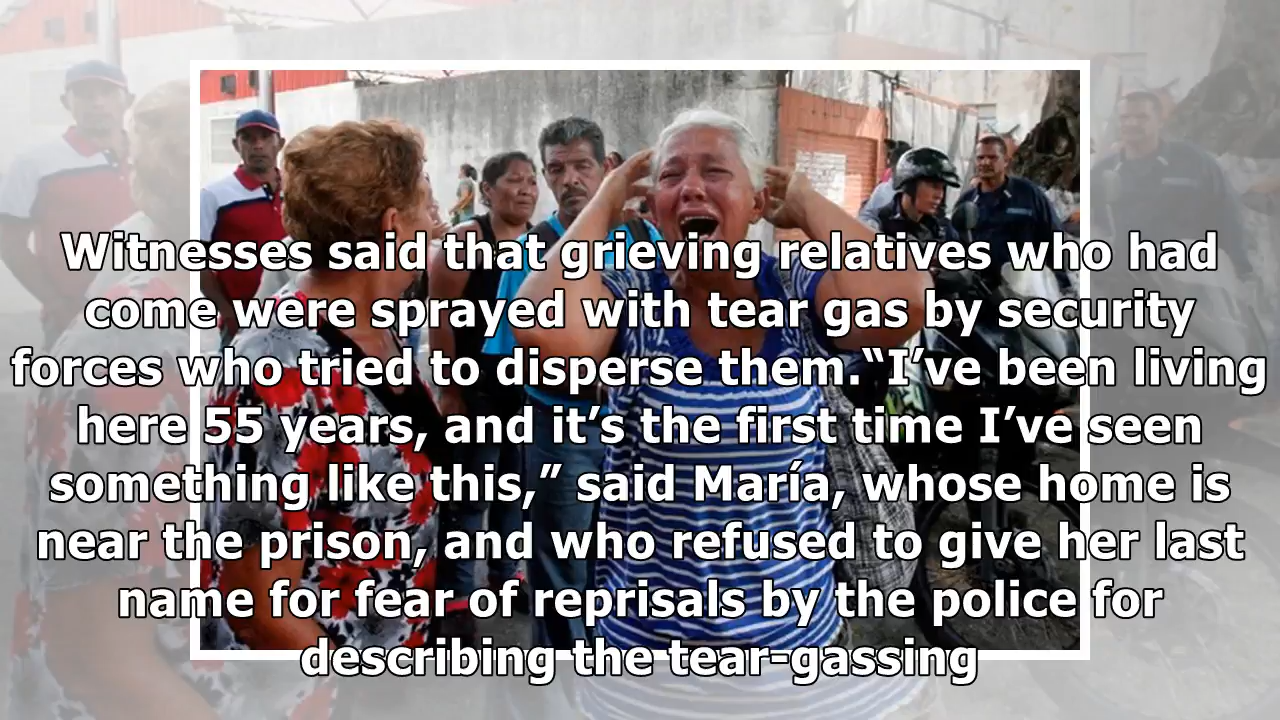 Witnesses said that grieving relatives who had
come were sprayed with tear gas by security
forces who tried to disperse them.“I’ve been living
here 55 years, and it’s the first time I’ve seen
something like this,” said María, whose home is
near the prison, and who refused to give her last
name for fear of reprisals by the police for
describing the tear-gassing